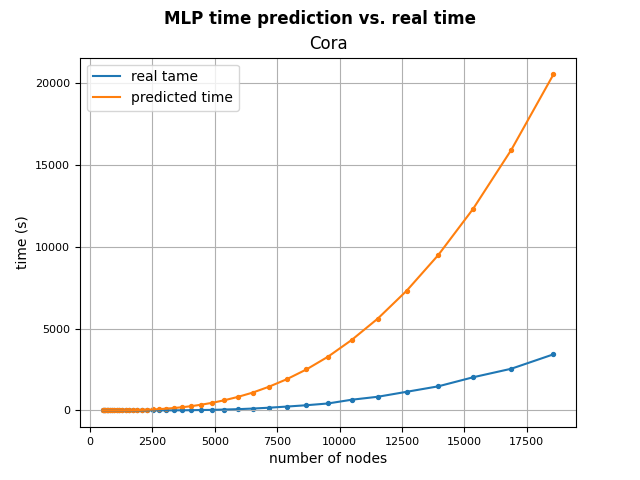 MLP time prediction vs. real time
Cora
real tame
predicted time
20000
15000
10000
5000
0
time (s)
0 2500 5000 7500 10000 12500 15000 17500
number of nodes